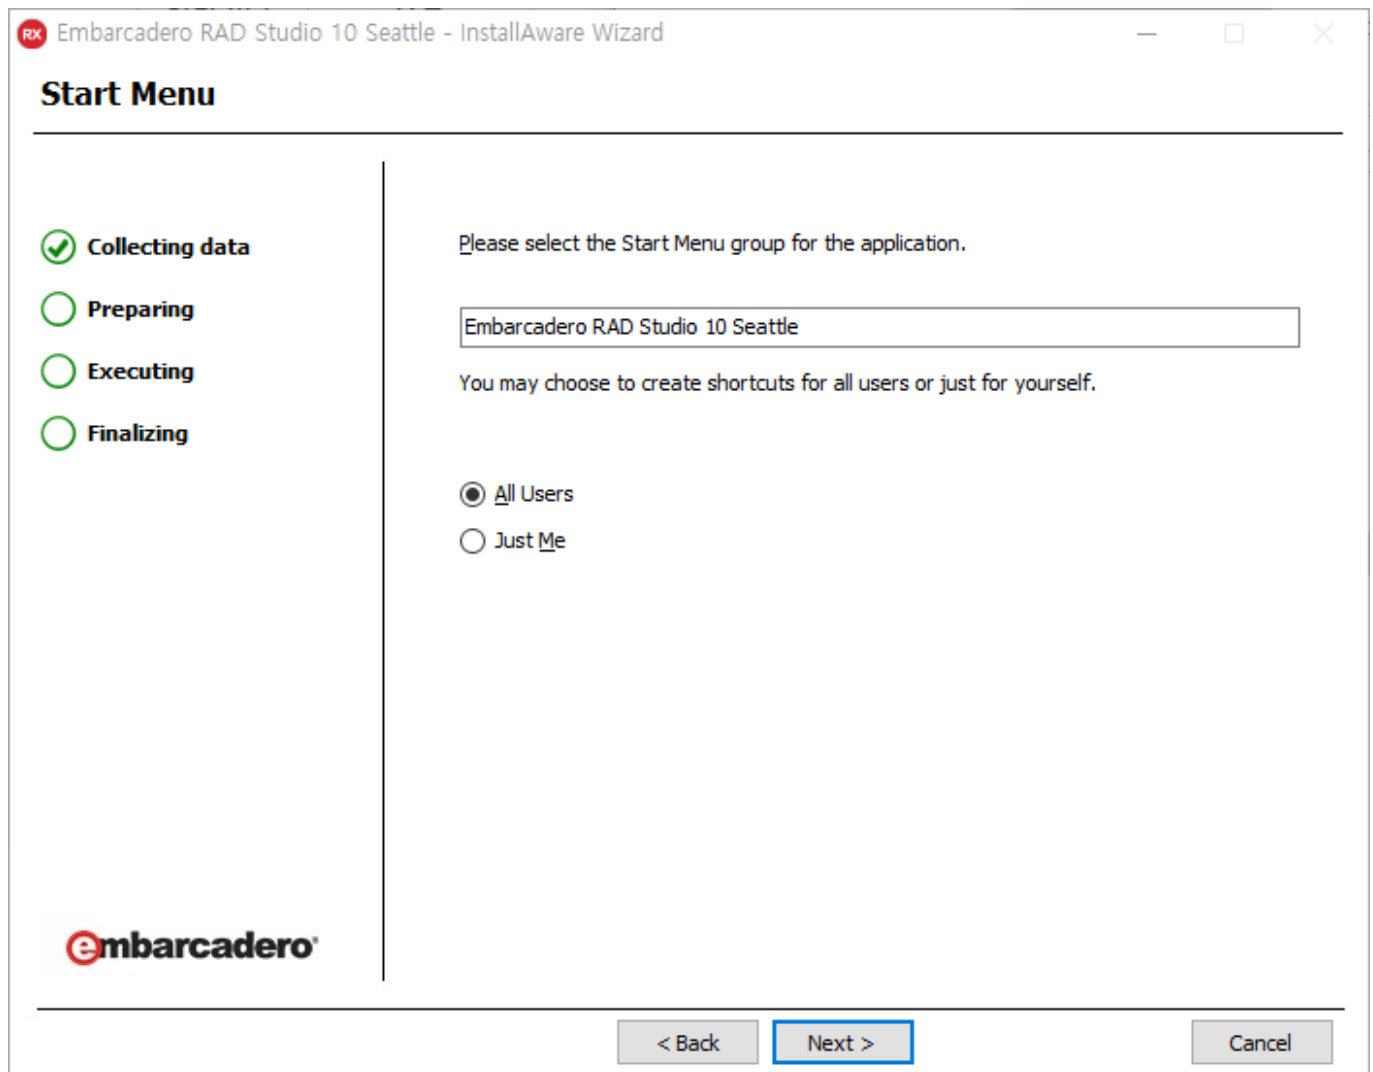 RX Embarcadero RAD Studio 10 Seattle - InstallAware Wizard
Start Menu
Collecting data
Preparing
Executing
Finalizing
Please select the Start Menu group for the application.
Embarcadero RAD Studio 10 Seattle
You may choose to create shortcuts for all users or just for yourself.
All Users
Just Me
embarcadero
< Back
Next >
Cancel